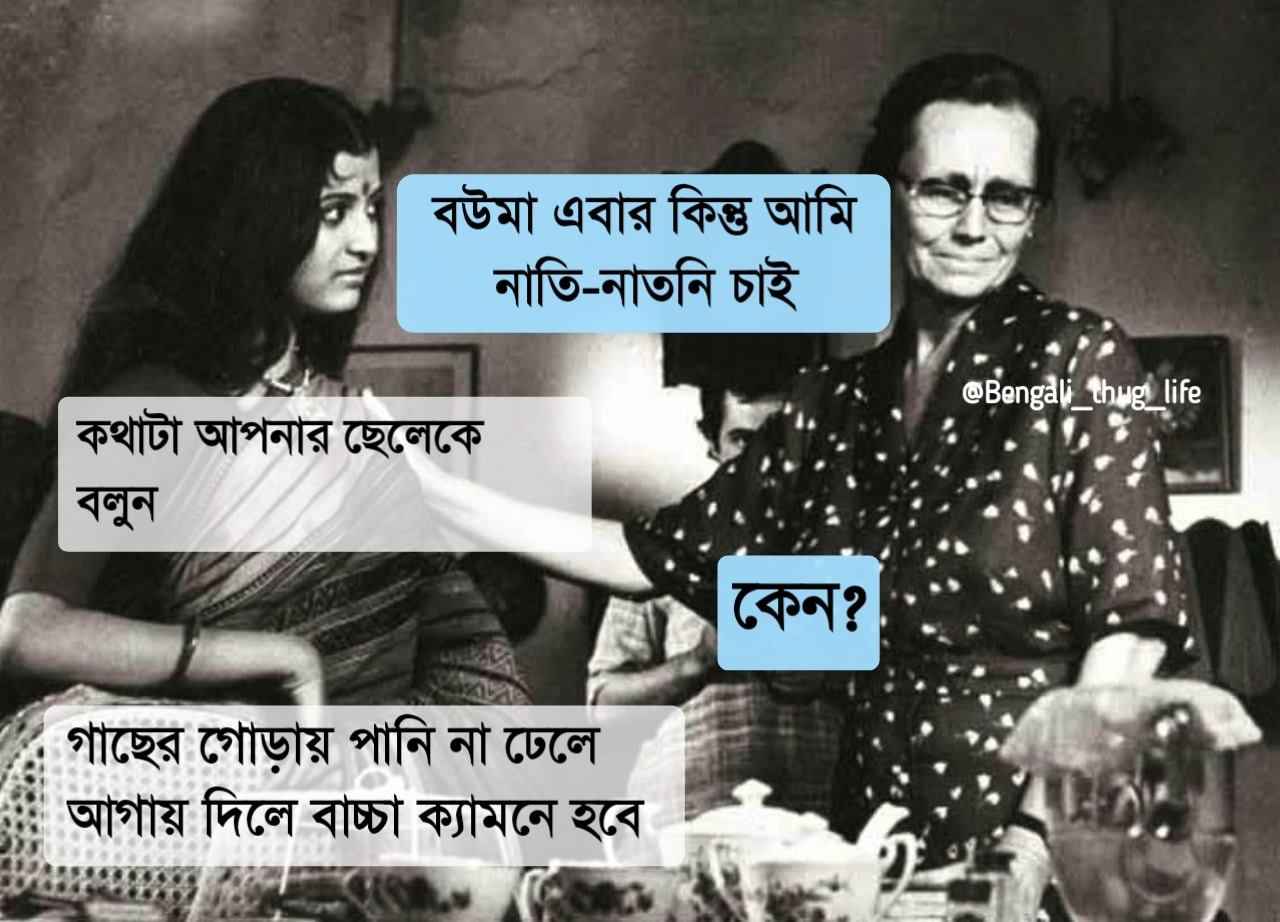 বউমা এবার কিন্তু আমি
নাতি-নাতনি চাই
@Bengali_thug_life
কথাটা আপনার ছেলেকে
বলুন
কেন?
গাছের গোড়ায় পানি না ঢেলে
আগায় দিলে বাচ্চা ক্যামনে হবে